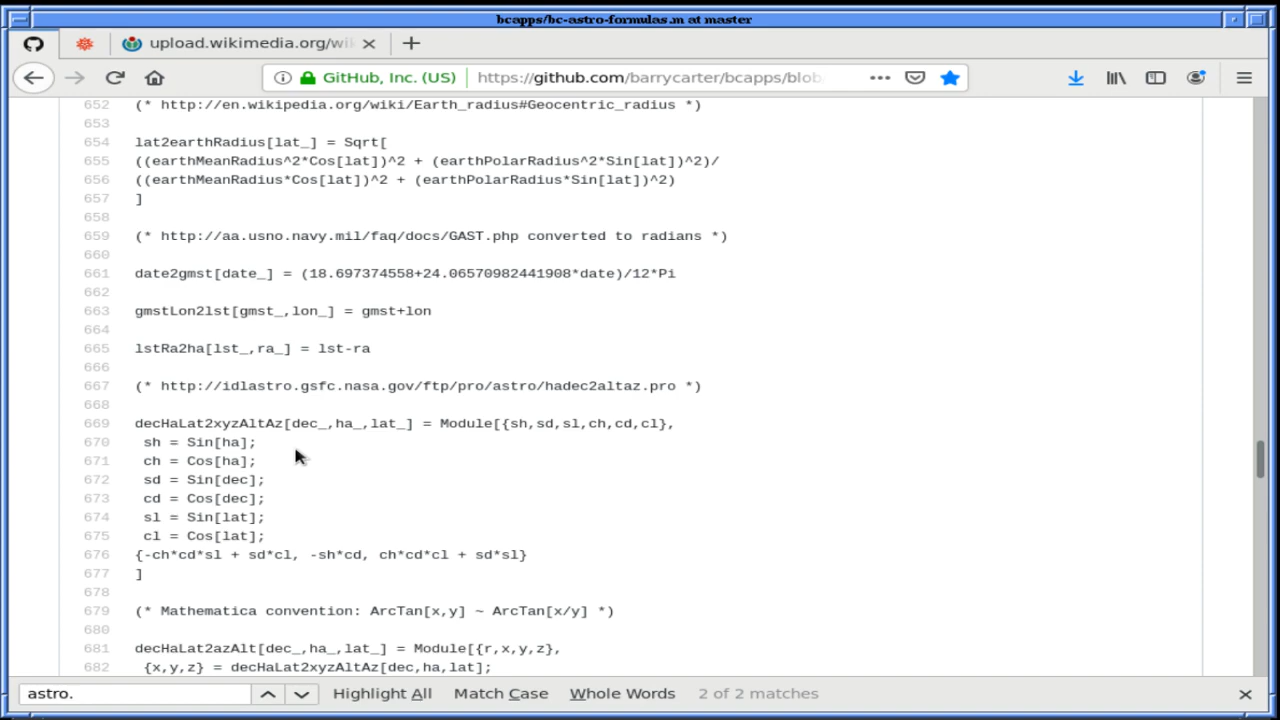 bcapps/bc-astro-formulas.m at master
upload.wikimedia.org/wi
GitHub, Inc. (US) https://github.com/barrycarter/bcapps/blob
652 (* http://en.wikipedia.org/wiki/Earth_radius#Geocentric_radius *)
653
654 lat2earthRadius[lat_] = Sqrt[
655 ((earthMeanRadius^2*Cos[lat])^2 + (earthPolarRadius^2*Sin[lat])^2)/
656 ((earthMeanRadius*Cos[lat])^2 + (earthPolarRadius*Sin[lat])^2)
657 ]
658
659 (* http://aa.usno.navy.mil/faq/docs/GAST.php converted to radians *)
660
661 date2gmst[date_] = (18.697374558+24.06570982441908*date)/12*Pi
662
663 gmstLon2lst[gmst_,lon_] = gmst+lon
664
665 lstRa2ha[lst_,ra_] = lst-ra
666
667 (* http://idlastro.gsfc.nasa.gov/ftp/pro/astro/hadec2altaz.pro *)
668
669 decHaLat2xyzAltAz[dec_,ha_,lat_] = Module[{sh,sd,sl,ch,cd,cl},
670 sh = Sin[ha];
671 ch = Cos[ha];
672 sd = Sin[dec];
673 cd = Cos[dec];
674 sl = Sin[lat];
675 cl = Cos[lat];
676 {-ch*cd*sl + sd*cl, -sh*cd, ch*cd*cl + sd*sl}
677 ]
678
679 (* Mathematica convention: ArcTan[x,y] ~ ArcTan[x/y] *)
680
681 decHaLat2azAlt[dec_,ha_,lat_] = Module[{r,x,y,z},
682 {x,y,z} = decHaLat2xyzAltAz[dec,ha,lat];
astro. Highlight All Match Case Whole Words 2 of 2 matches